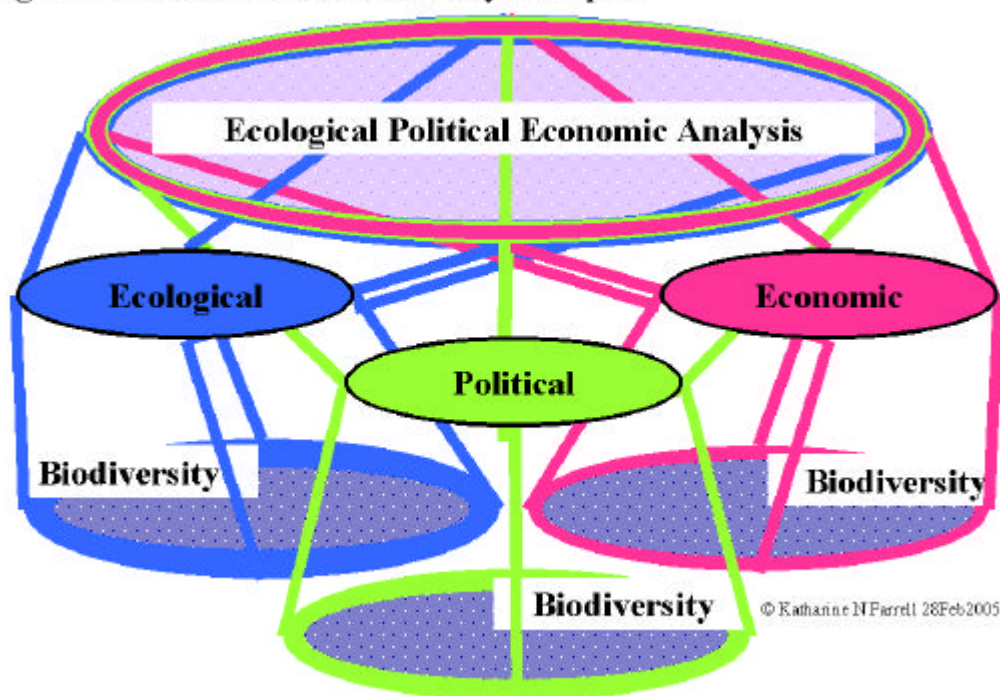 Ecological Political Economic Analysis
Ecological
Economic
Political
Biodiversity
Biodiversity
Biodiversity
© Katharine N Farrell 28Feb2005